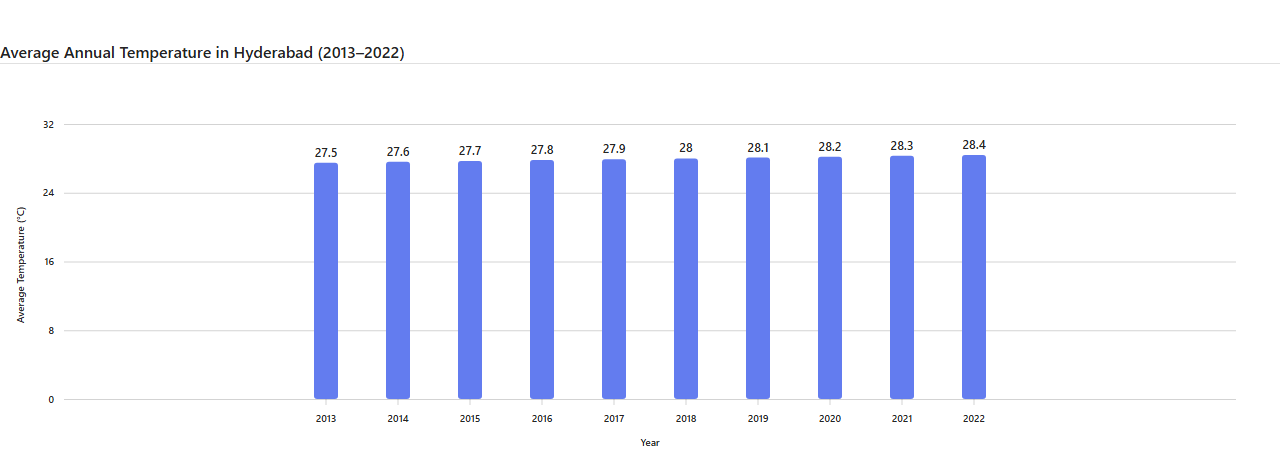 Average Annual Temperature in Hyderabad (2013–2022)
Average Temperature (°C)
32
24
16
8
0
27.5 27.6 27.7 27.8 27.9 28 28.1 28.2 28.3 28.4
2013 2014 2015 2016 2017 2018 2019 2020 2021 2022
Year